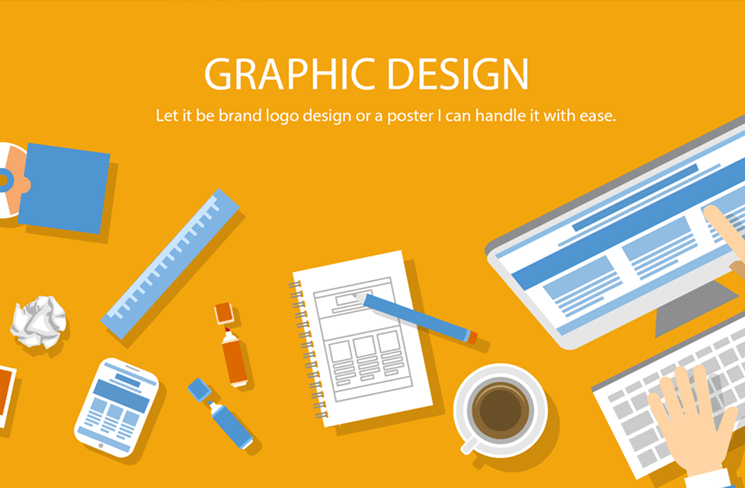 GRAPHIC DESIGN
Let it be brand logo design or a poster I can handle it with ease.